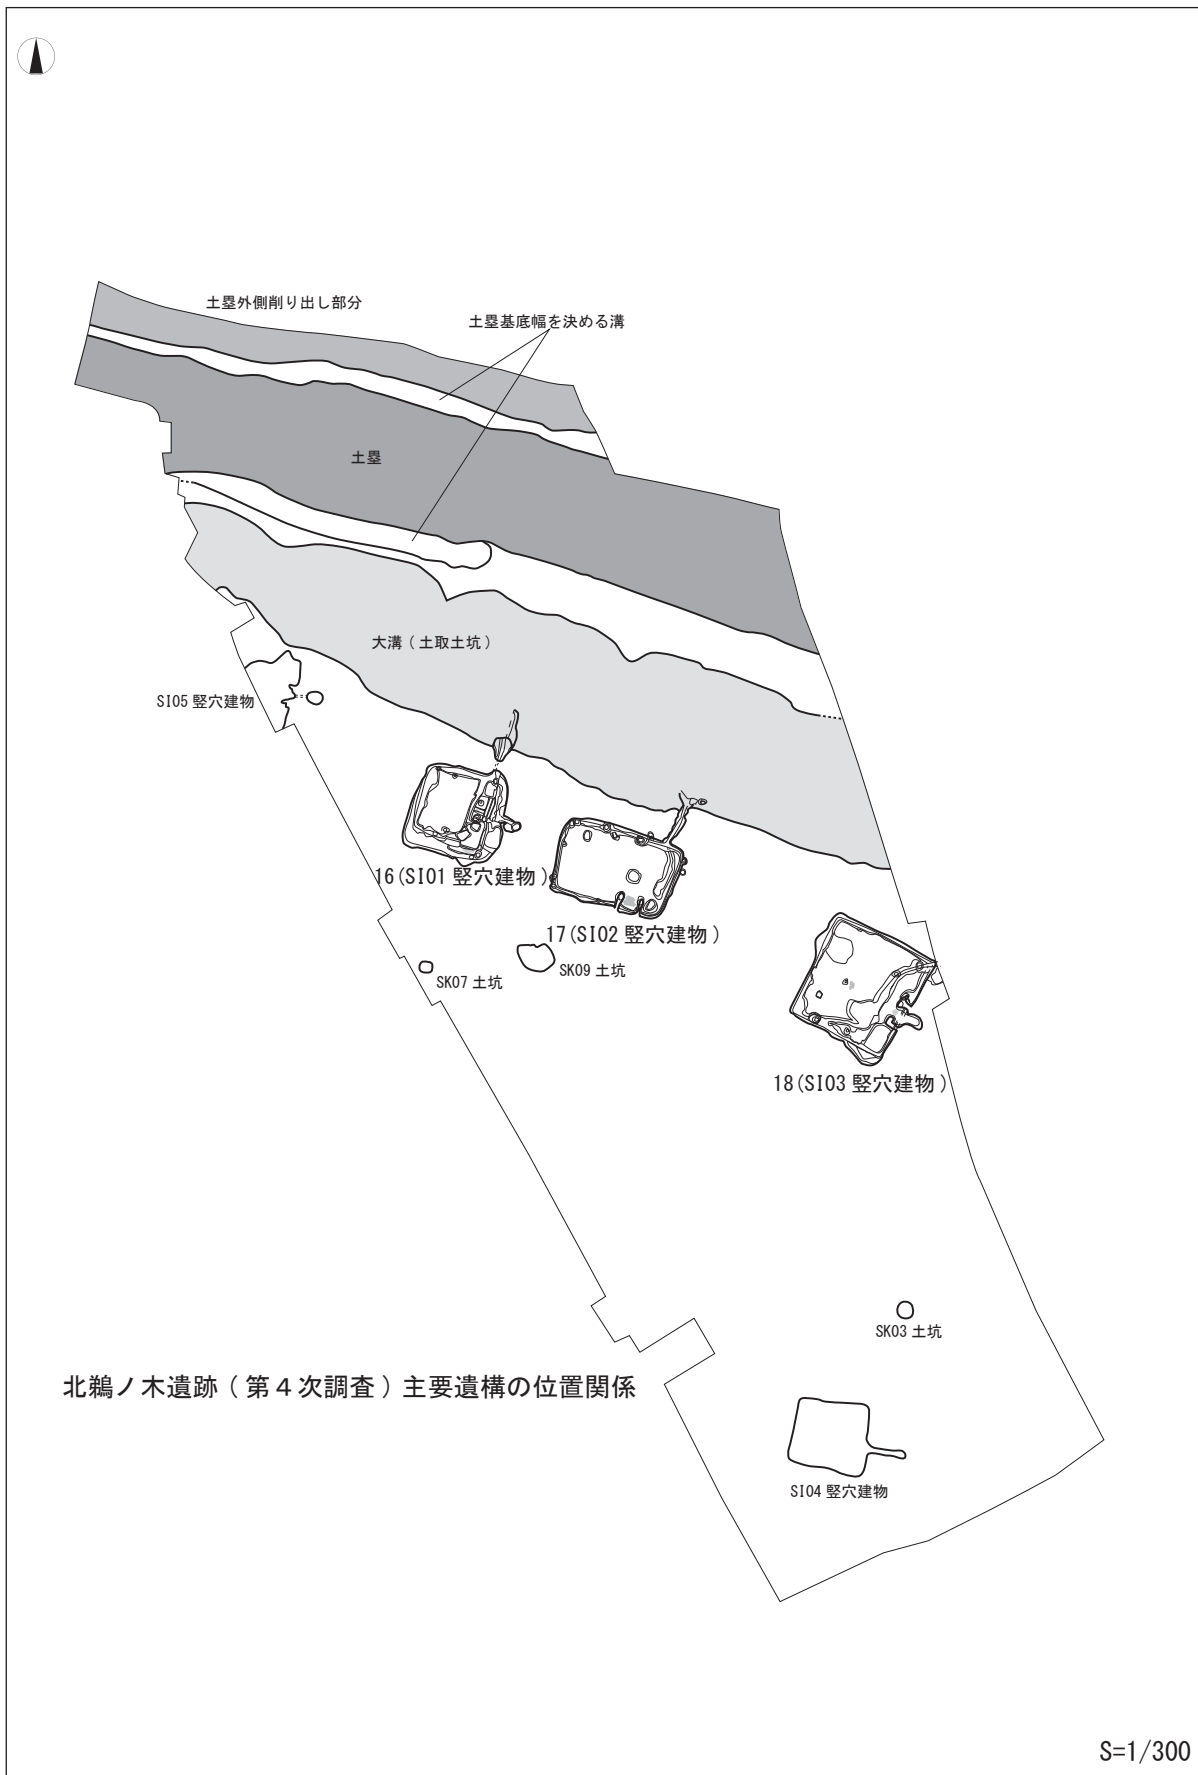 土塁外側削り出し部分
土塁基底幅を決める溝
土塁
大溝（土取土坑）
SI05 竪穴建物
16(SI01 竪穴建物)
17(SI02 竪穴建物)
SK07 土坑
SK09 土坑
18(SI03 竪穴建物)
SK03 土坑
北鵜ノ木遺跡（第４次調査）主要遺構の位置関係
SI04 竪穴建物
S=1/300